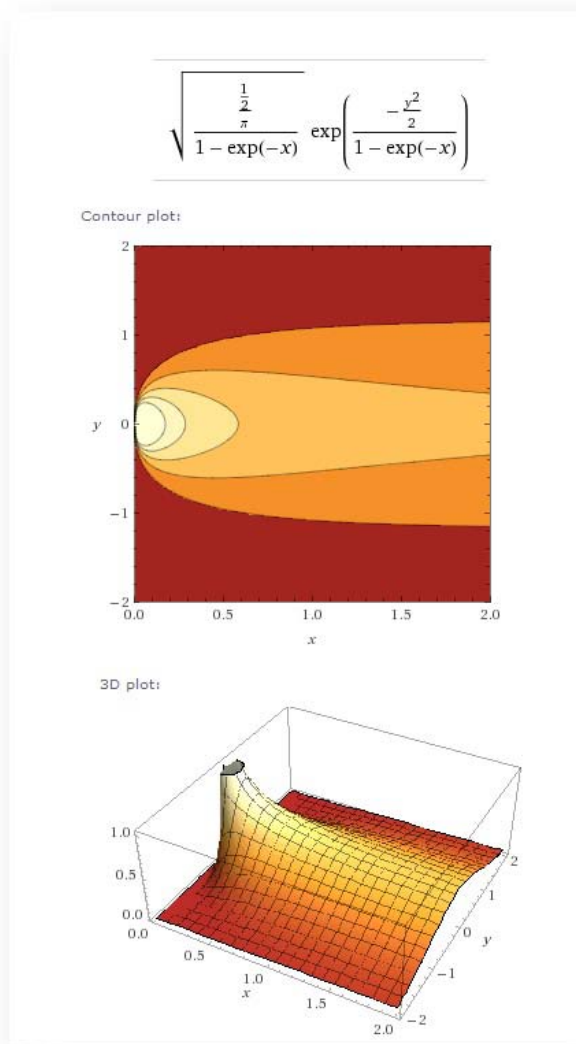 √((1/2/π)/(1 − exp(−x))) exp((−y²/2)/(1 − exp(−x)))
Contour plot:
2
1
y 0
−1
−2
0.0 0.5 1.0 1.5 2.0
x
3D plot:
1.0
0.5
0.0
0.0
0.5
1.0
x
1.5
2.0
2
1
0
y
−1
−2